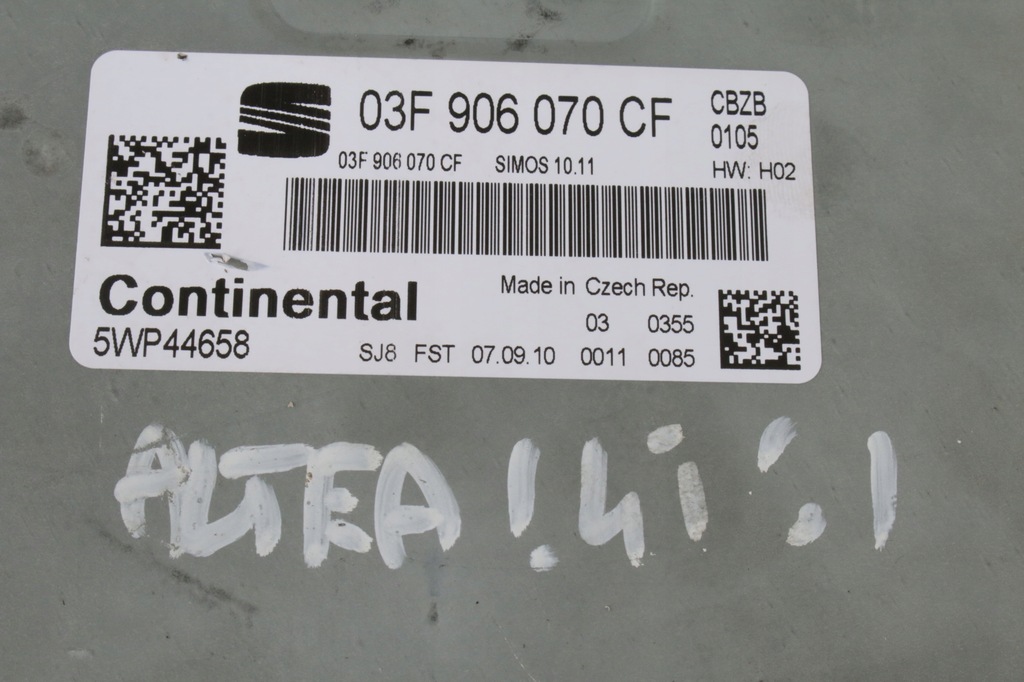 03F 906 070 CF
CBZB
0105
03F 906 070 CF SIMOS 10.11
HW: H02
Continental
Made in Czech Rep.
03 0355
5WP44658
SJ8 FST 07.09.10 0011 0085
ALTEA